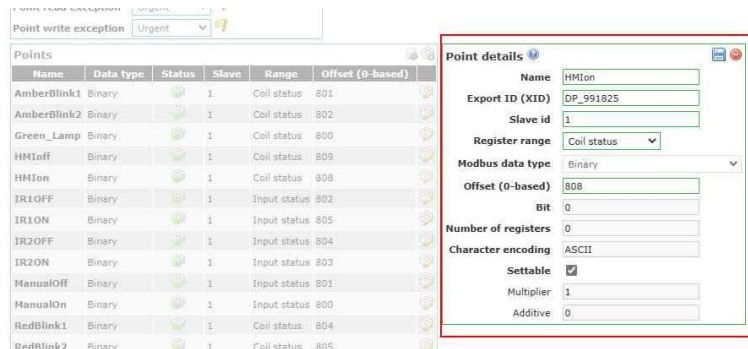 Point read exception Urgent
Point write exception Urgent
Points
Name Data type Status Slave Range Offset (0-based)
AmberBlink1 Binary 1 Coil status 801
AmberBlink2 Binary 1 Coil status 802
Green_Lamp Binary 1 Coil status 800
HMIoff Binary 1 Coil status 809
HMIon Binary 1 Coil status 808
IR1OFF Binary 1 Input status 802
IR1ON Binary 1 Input status 805
IR2OFF Binary 1 Input status 804
IR2ON Binary 1 Input status 803
ManualOff Binary 1 Input status 801
ManualOn Binary 1 Input status 800
RedBlink1 Binary 1 Coil status 804
RedBlink2 Binary 1 Coil status 805
Point details
Name HMIon
Export ID (XID) DP_991825
Slave id 1
Register range Coil status
Modbus data type Binary
Offset (0-based) 808
Bit 0
Number of registers 0
Character encoding ASCII
Settable
Multiplier 1
Additive 0